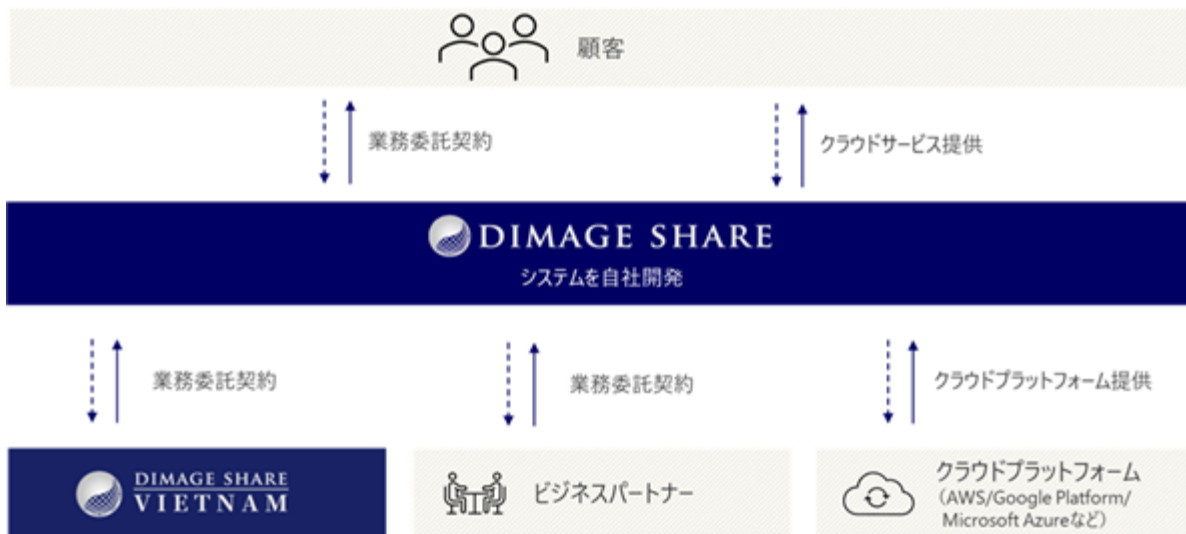 顧客
業務委託契約
クラウドサービス提供
DIMAGE SHARE
システムを自社開発
業務委託契約
業務委託契約
クラウドプラットフォーム提供
DIMAGE SHARE
VIETNAM
ビジネスパートナー
クラウドプラットフォーム
（AWS/Google Platform/
Microsoft Azureなど）